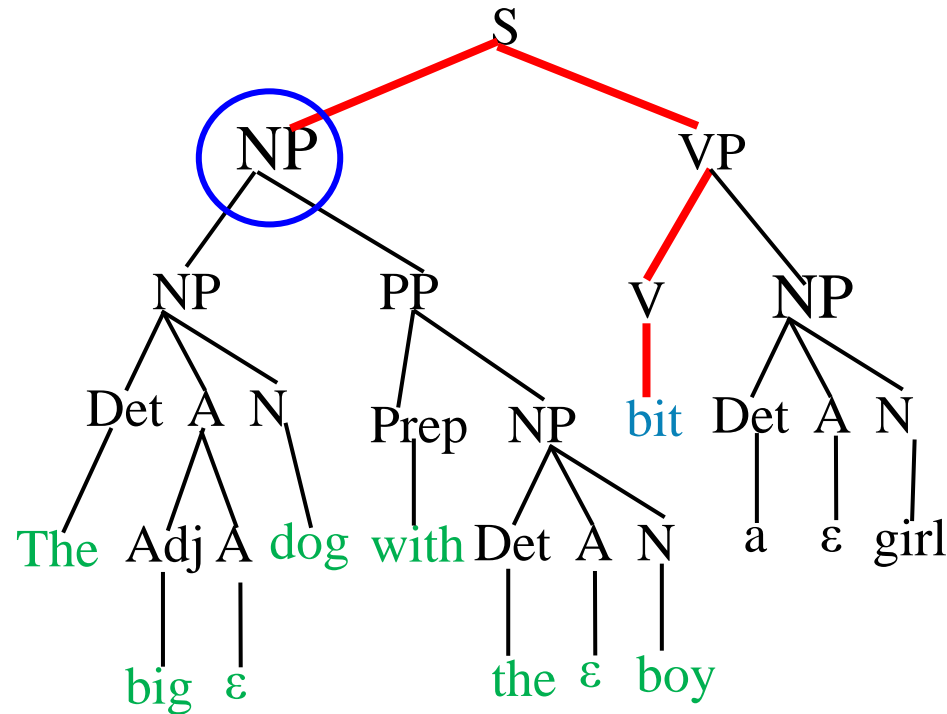 S
NP VP
NP PP V NP
Det A N Prep NP bit Det A N
The Adj A dog with Det A N a ε girl
big ε the ε boy